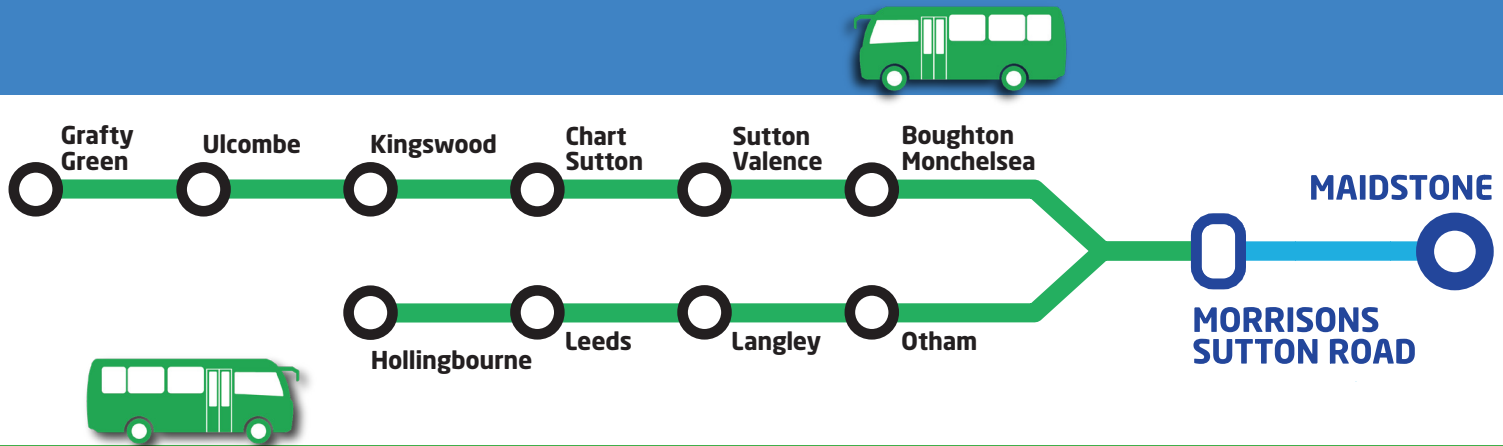 Grafty
Green
Ulcombe
Kingswood
Chart
Sutton
Sutton
Valence
Boughton
Monchelsea
MAIDSTONE
Hollingbourne
Leeds
Langley
Otham
MORRISONS
SUTTON ROAD